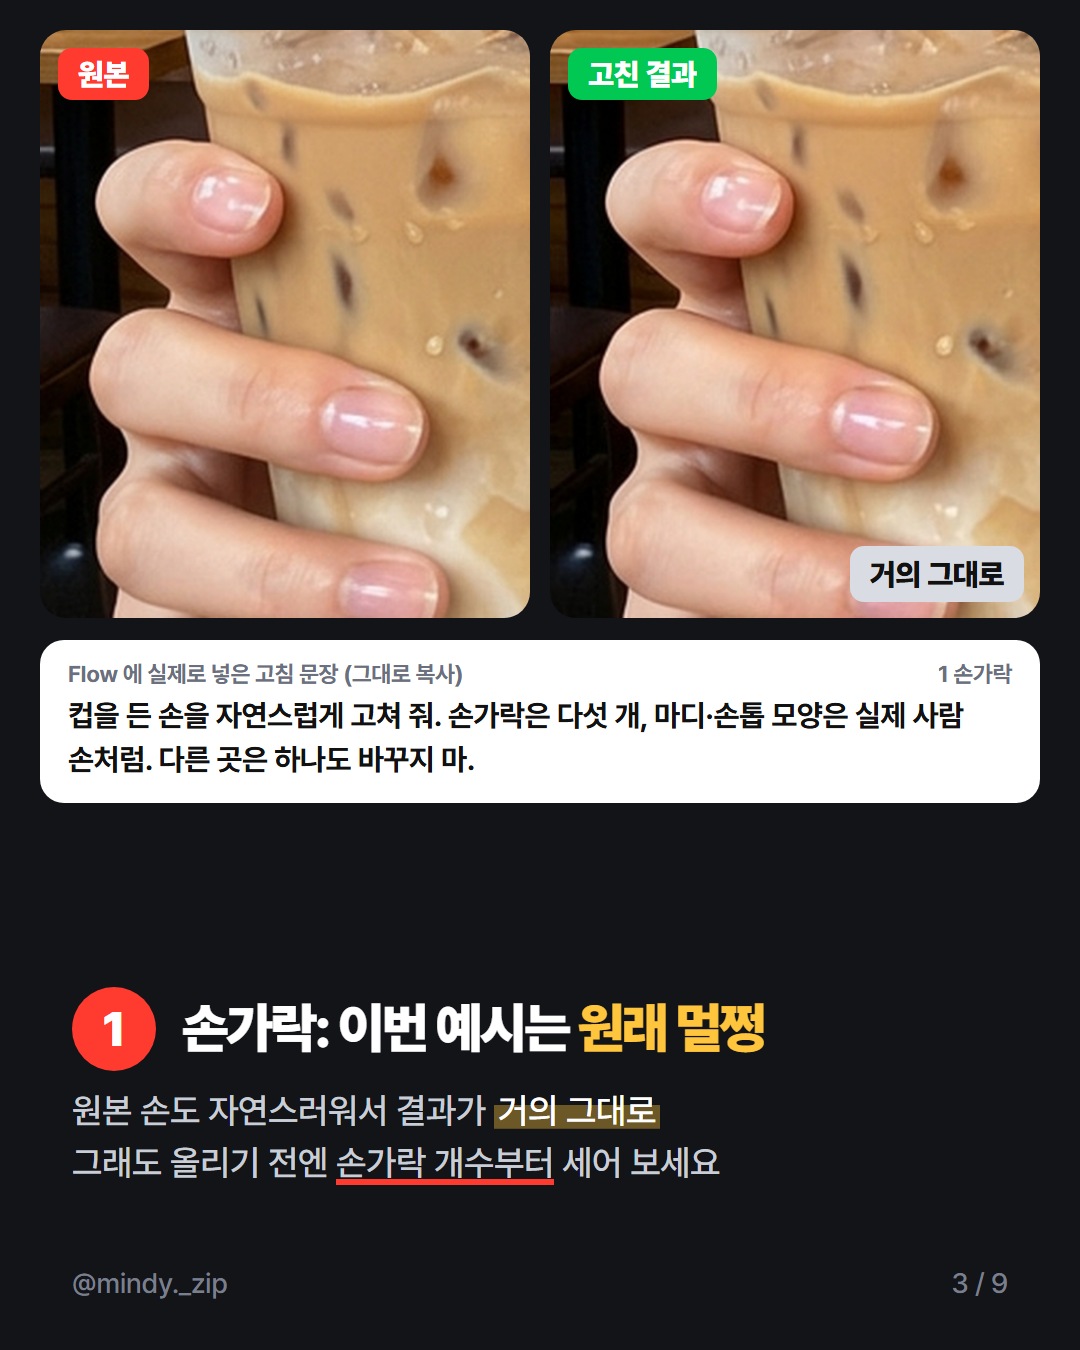 원본
고친 결과
거의 그대로
Flow 에 실제로 넣은 고침 문장 (그대로 복사)
1 손가락
컵을 든 손을 자연스럽게 고쳐 줘. 손가락은 다섯 개, 마디·손톱 모양은 실제 사람
손처럼. 다른 곳은 하나도 바꾸지 마.
1
손가락: 이번 예시는 원래 멀쩡
원본 손도 자연스러워서 결과가 거의 그대로
그래도 올리기 전엔 손가락 개수부터 세어 보세요
@mindy._zip
3 / 9